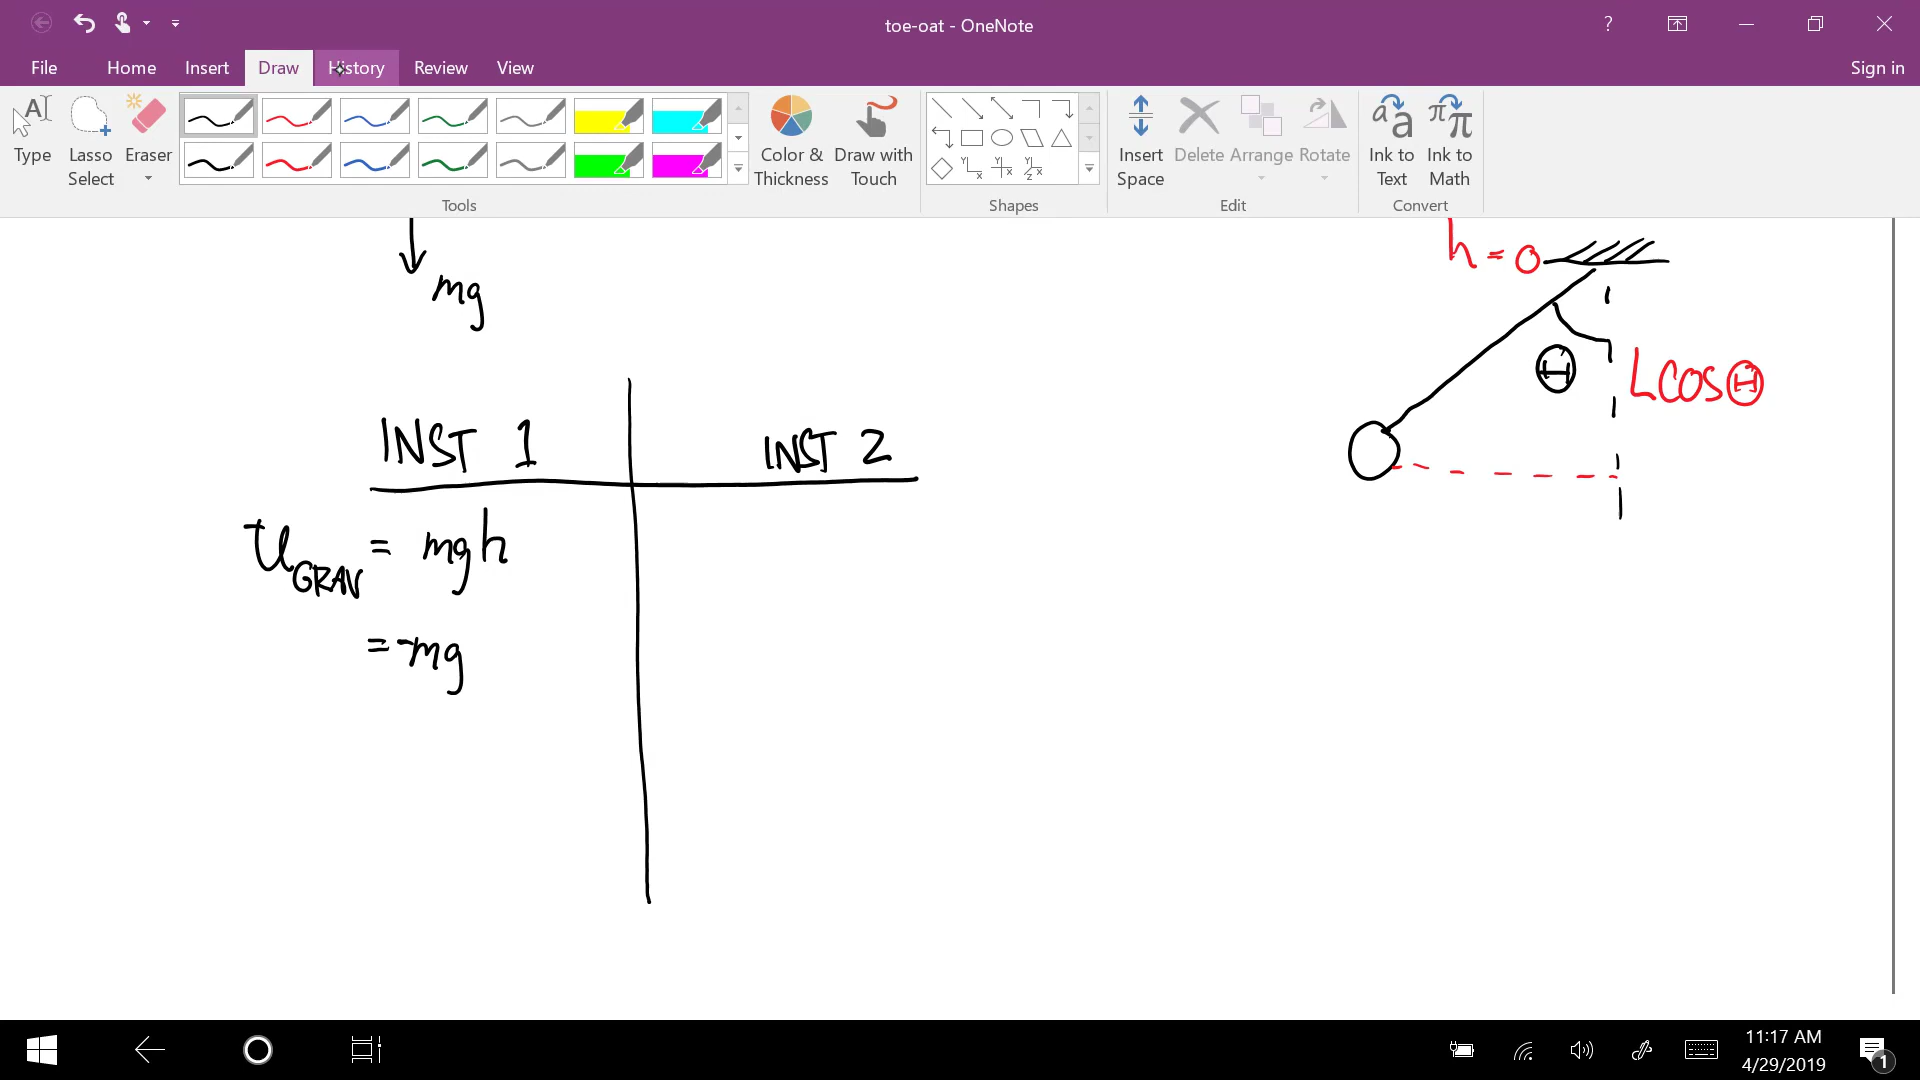 toe-oat - OneNote
?
File Home Insert Draw History Review View
Sign in
Type
Lasso Select
Eraser
Color & Thickness
Draw with Touch
Insert Space
Delete
Arrange
Rotate
Ink to Text
Ink to Math
Tools
Shapes
Edit
Convert
mg
h = 0
Θ
LcosΘ
INST 1
INST 2
U_GRAV = mgh
= -mg
11:17 AM
4/29/2019
1